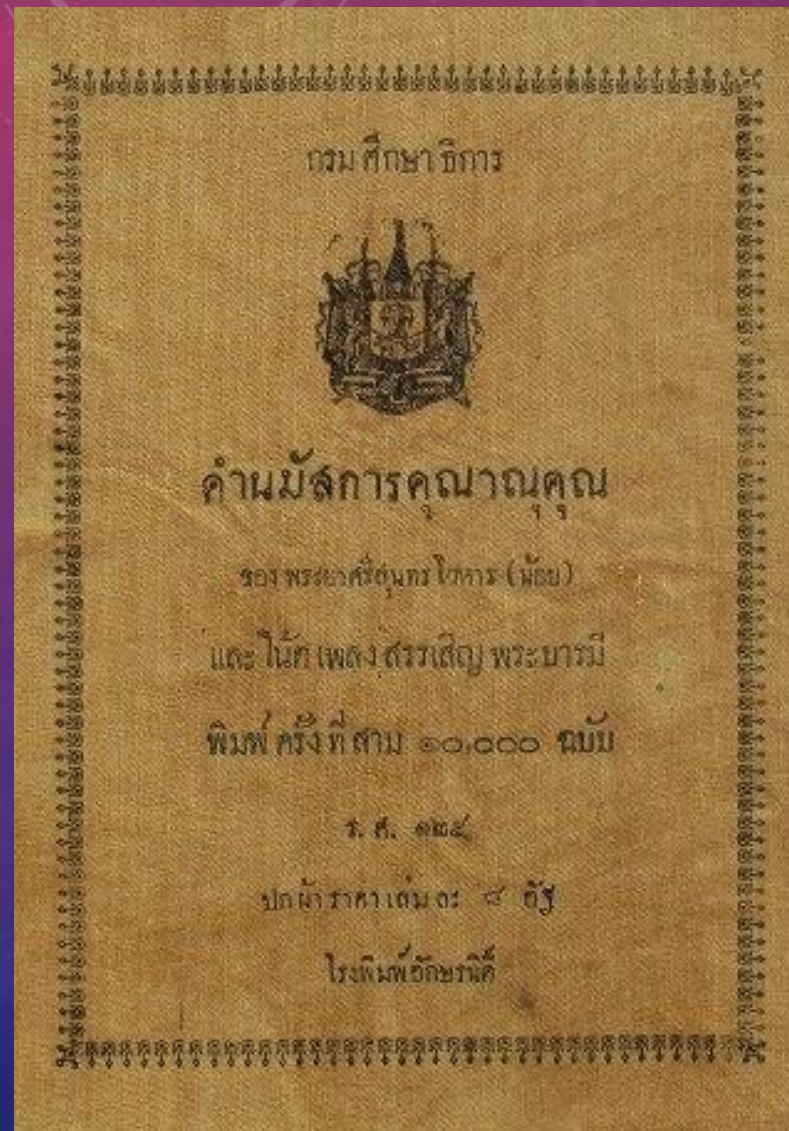 กรม ศึกษา ธิการ
คำนมัสการคุณาณุคุณ
ของ พระยาศรีสุนทรโวหาร (น้อย)
และ โน้ต เพลง สรรเสิญ พระบารมี
พิมพ์ ครั้ง ที่ สาม ๑๐,๐๐๐ ฉบับ
ร. ศ. ๑๒๕
ปกผ้า ราคา เล่ม ละ ๘ อัฐ
โรงพิมพ์อักษรนิติ์